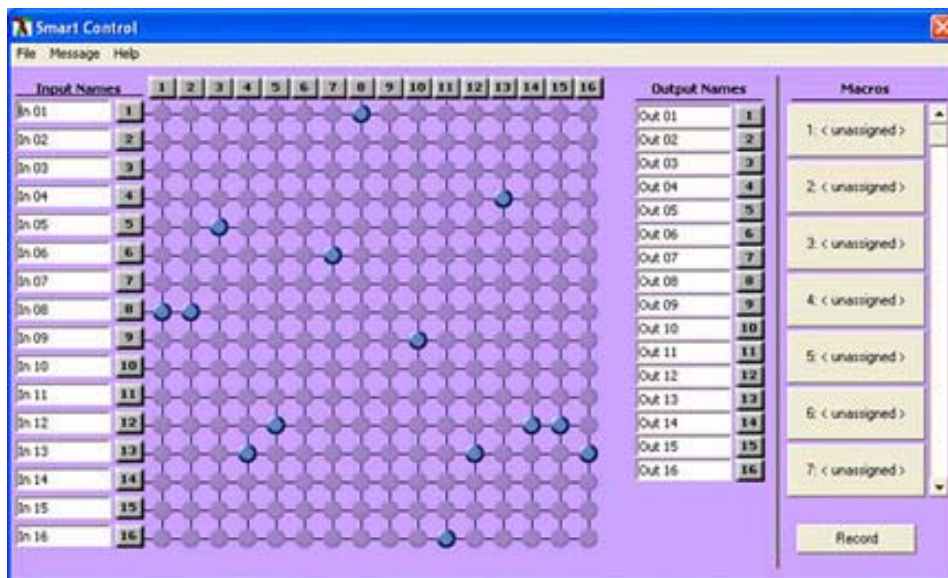 Smart Control
File Message Help
Input Names
1 2 3 4 5 6 7 8 9 10 11 12 13 14 15 16
In 01 1
In 02 2
In 03 3
In 04 4
In 05 5
In 06 6
In 07 7
In 08 8
In 09 9
In 10 10
In 11 11
In 12 12
In 13 13
In 14 14
In 15 15
In 16 16
Output Names
Out 01 1
Out 02 2
Out 03 3
Out 04 4
Out 05 5
Out 06 6
Out 07 7
Out 08 8
Out 09 9
Out 10 10
Out 11 11
Out 12 12
Out 13 13
Out 14 14
Out 15 15
Out 16 16
Macros
1: < unassigned >
2: < unassigned >
3: < unassigned >
4: < unassigned >
5: < unassigned >
6: < unassigned >
7: < unassigned >
Record